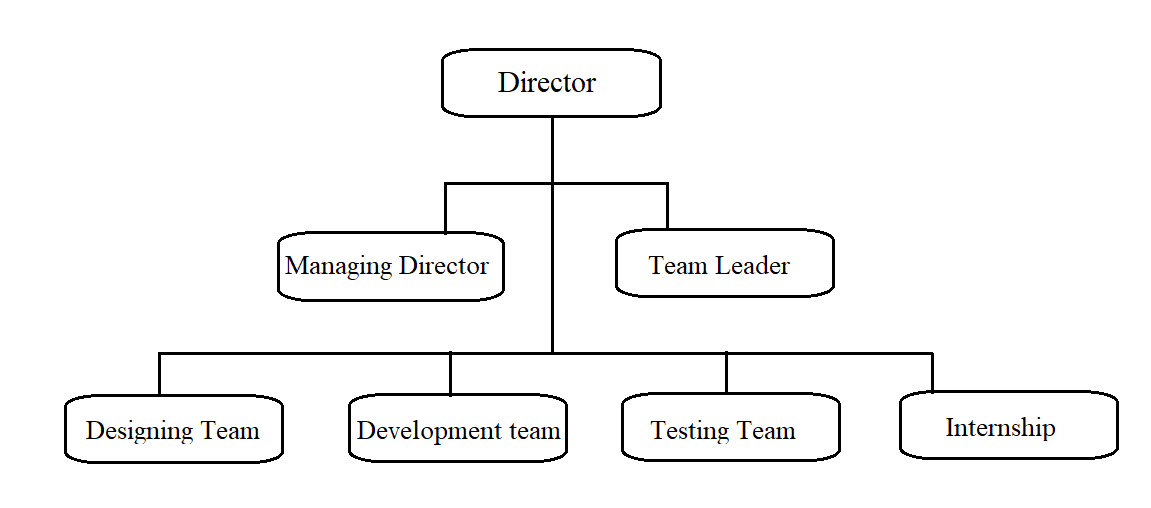 Director
Managing Director
Team Leader
Designing Team
Development team
Testing Team
Internship